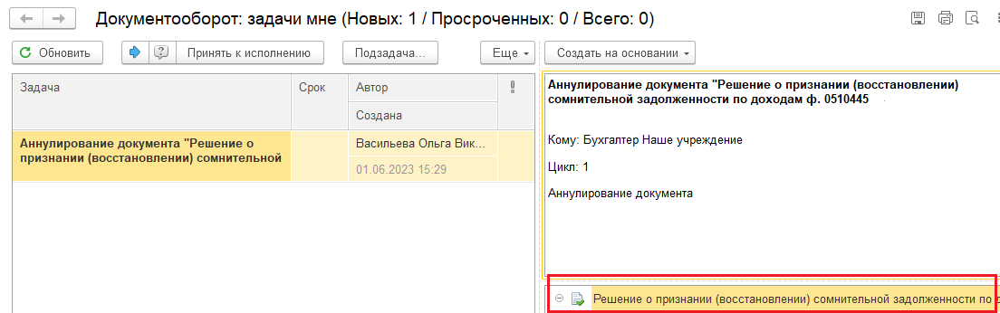 Документооборот: задачи мне (Новых: 1 / Просроченных: 0 / Всего: 0)
Обновить
Принять к исполнению
Подзадача...
Еще
Создать на основании
Задача
Срок
Автор
Создана
Аннулирование документа "Решение о
признании (восстановлении) сомнительной
Васильева Ольга Вик...
01.06.2023 15:29
Аннулирование документа "Решение о признании (восстановлении)
сомнительной задолженности по доходам ф. 0510445
Кому: Бухгалтер Наше учреждение
Цикл: 1
Аннулирование документа
Решение о признании (восстановлении) сомнительной задолженности по